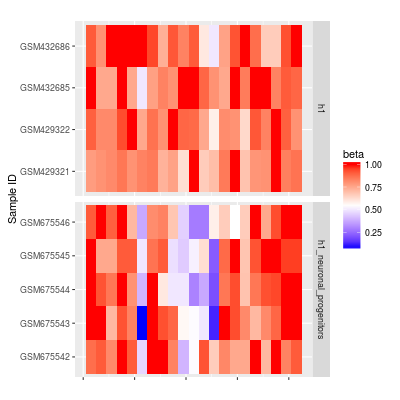 Sample ID
GSM432686
GSM432685
GSM429322
GSM429321
h1
GSM675546
GSM675545
GSM675544
GSM675543
GSM675542
h1_neuronal_progenitors
beta
1.00
0.75
0.50
0.25